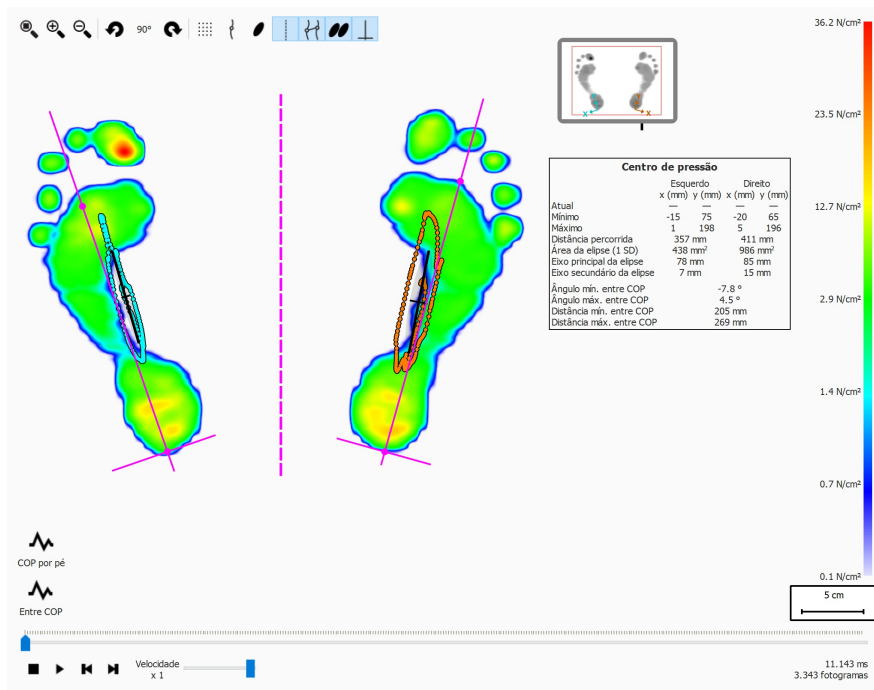 90°
36.2 N/cm²
23.5 N/cm²
12.7 N/cm²
2.9 N/cm²
1.4 N/cm²
0.7 N/cm²
0.1 N/cm²
X X
Centro de pressão
Esquerdo Direito
x (mm) y (mm) x (mm) y (mm)
Atual — — — —
Mínimo -15 75 -20 65
Máximo 1 198 5 196
Distância percorrida 357 mm 411 mm
Área da elipse (1 SD) 438 mm² 986 mm²
Eixo principal da elipse 78 mm 85 mm
Eixo secundário da elipse 7 mm 15 mm
Ângulo mín. entre COP -7.8 °
Ângulo máx. entre COP 4.5 °
Distância mín. entre COP 205 mm
Distância máx. entre COP 269 mm
COP por pé
Entre COP
5 cm
Velocidade
x 1
11.143 ms
3.343 fotogramas